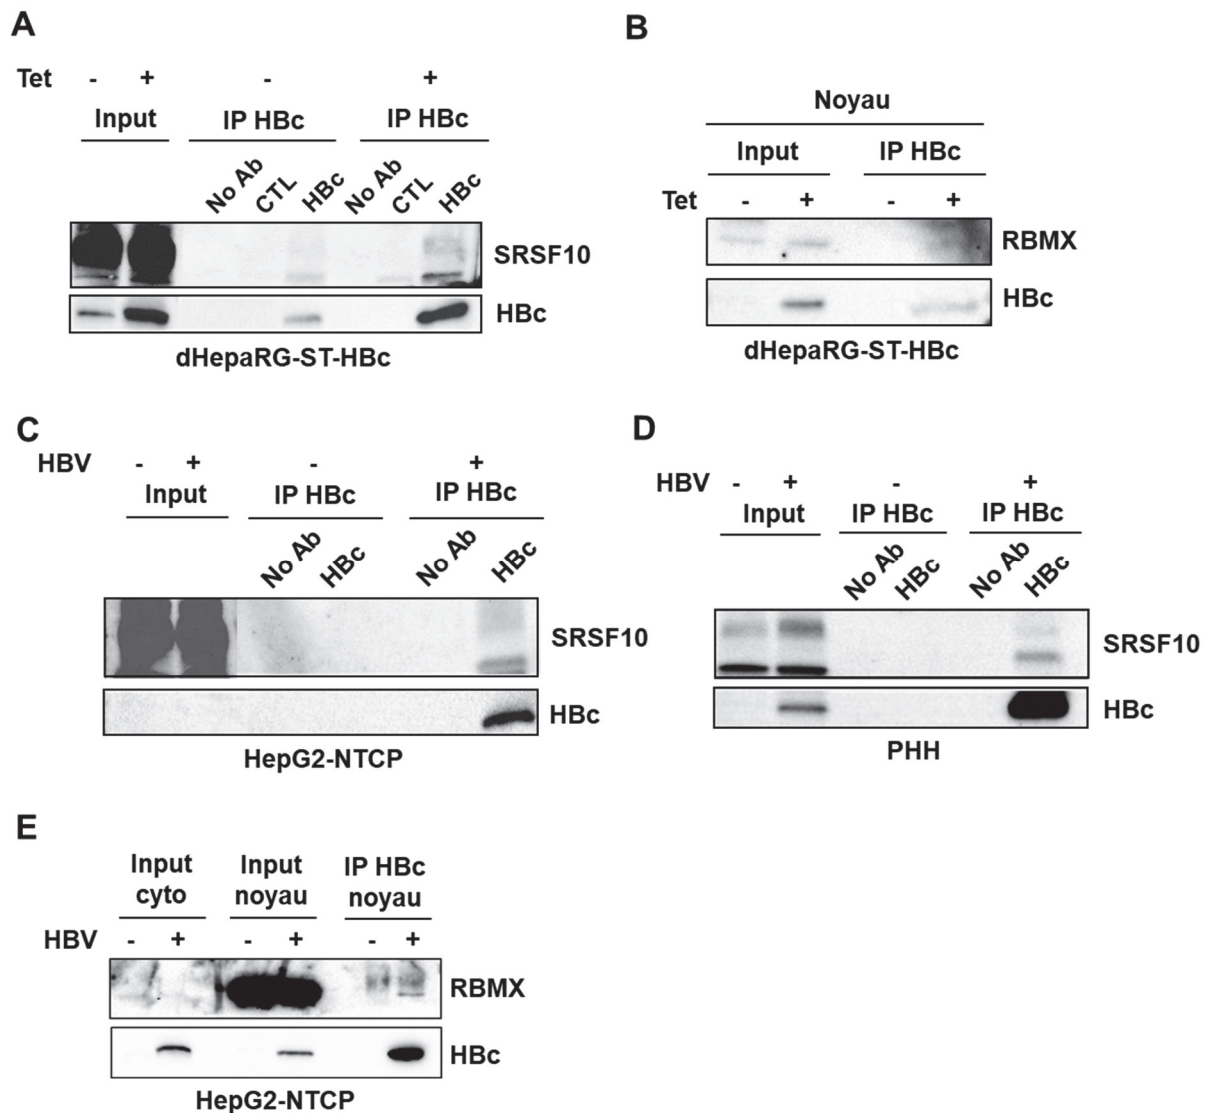 A
Tet - + - +
Input IP HBc IP HBc
No Ab CTL HBc No Ab CTL HBc
SRSF10
HBc
dHepaRG-ST-HBc
B
Noyau
Input IP HBc
Tet - + - +
RBMX
HBc
dHepaRG-ST-HBc
C
HBV - + - +
Input IP HBc IP HBc
No Ab HBc No Ab HBc
SRSF10
HBc
HepG2-NTCP
D
HBV - + - +
Input IP HBc IP HBc
No Ab HBc No Ab HBc
SRSF10
HBc
PHH
E
Input Input IP HBc
cyto noyau noyau
HBV - + - + - +
RBMX
HBc
HepG2-NTCP